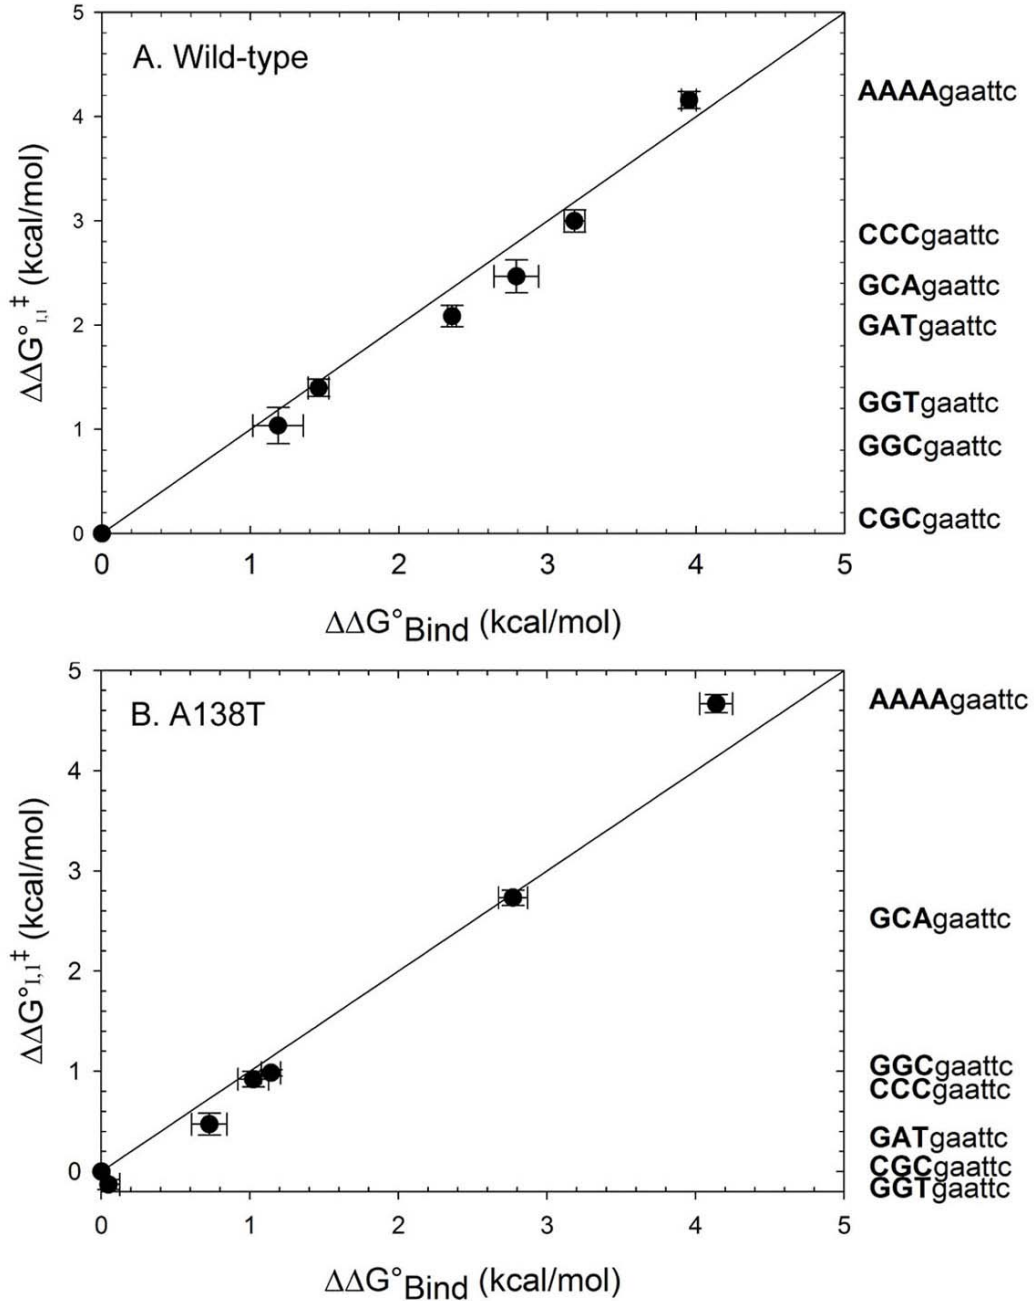 A. Wild-type
5
4
3
2
1
0
ΔΔG°I,I‡ (kcal/mol)
0 1 2 3 4 5
ΔΔG°Bind (kcal/mol)
AAAAgaattc
CCCgaattc
GCAgaattc
GATgaattc
GGTgaattc
GGCgaattc
CGCgaattc
B. A138T
5
4
3
2
1
0
ΔΔG°I,I‡ (kcal/mol)
0 1 2 3 4 5
ΔΔG°Bind (kcal/mol)
AAAAgaattc
GCAgaattc
GGCgaattc
CCCgaattc
GATgaattc
CGCgaattc
GGTgaattc